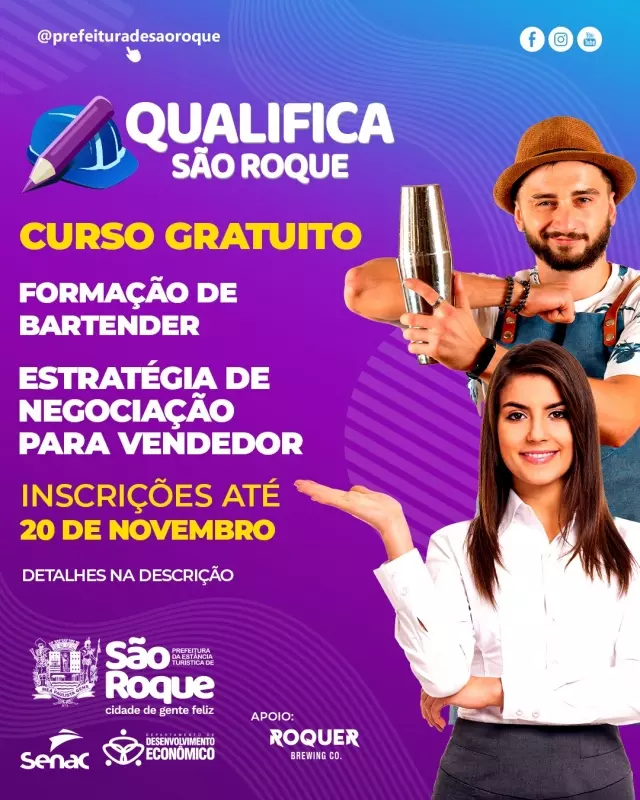 @prefeituradesaoroque
QUALIFICA
SÃO ROQUE
CURSO GRATUITO
FORMAÇÃO DE
BARTENDER
ESTRATÉGIA DE
NEGOCIAÇÃO
PARA VENDEDOR
INSCRIÇÕES ATÉ
20 DE NOVEMBRO
DETALHES NA DESCRIÇÃO
São
PREFEITURA
DA ESTÂNCIA
TURÍSTICA DE
Roque
cidade de gente feliz
senac
DEPARTAMENTO DE
DESENVOLVIMENTO
ECONÔMICO
APOIO:
ROQUER
BREWING CO.